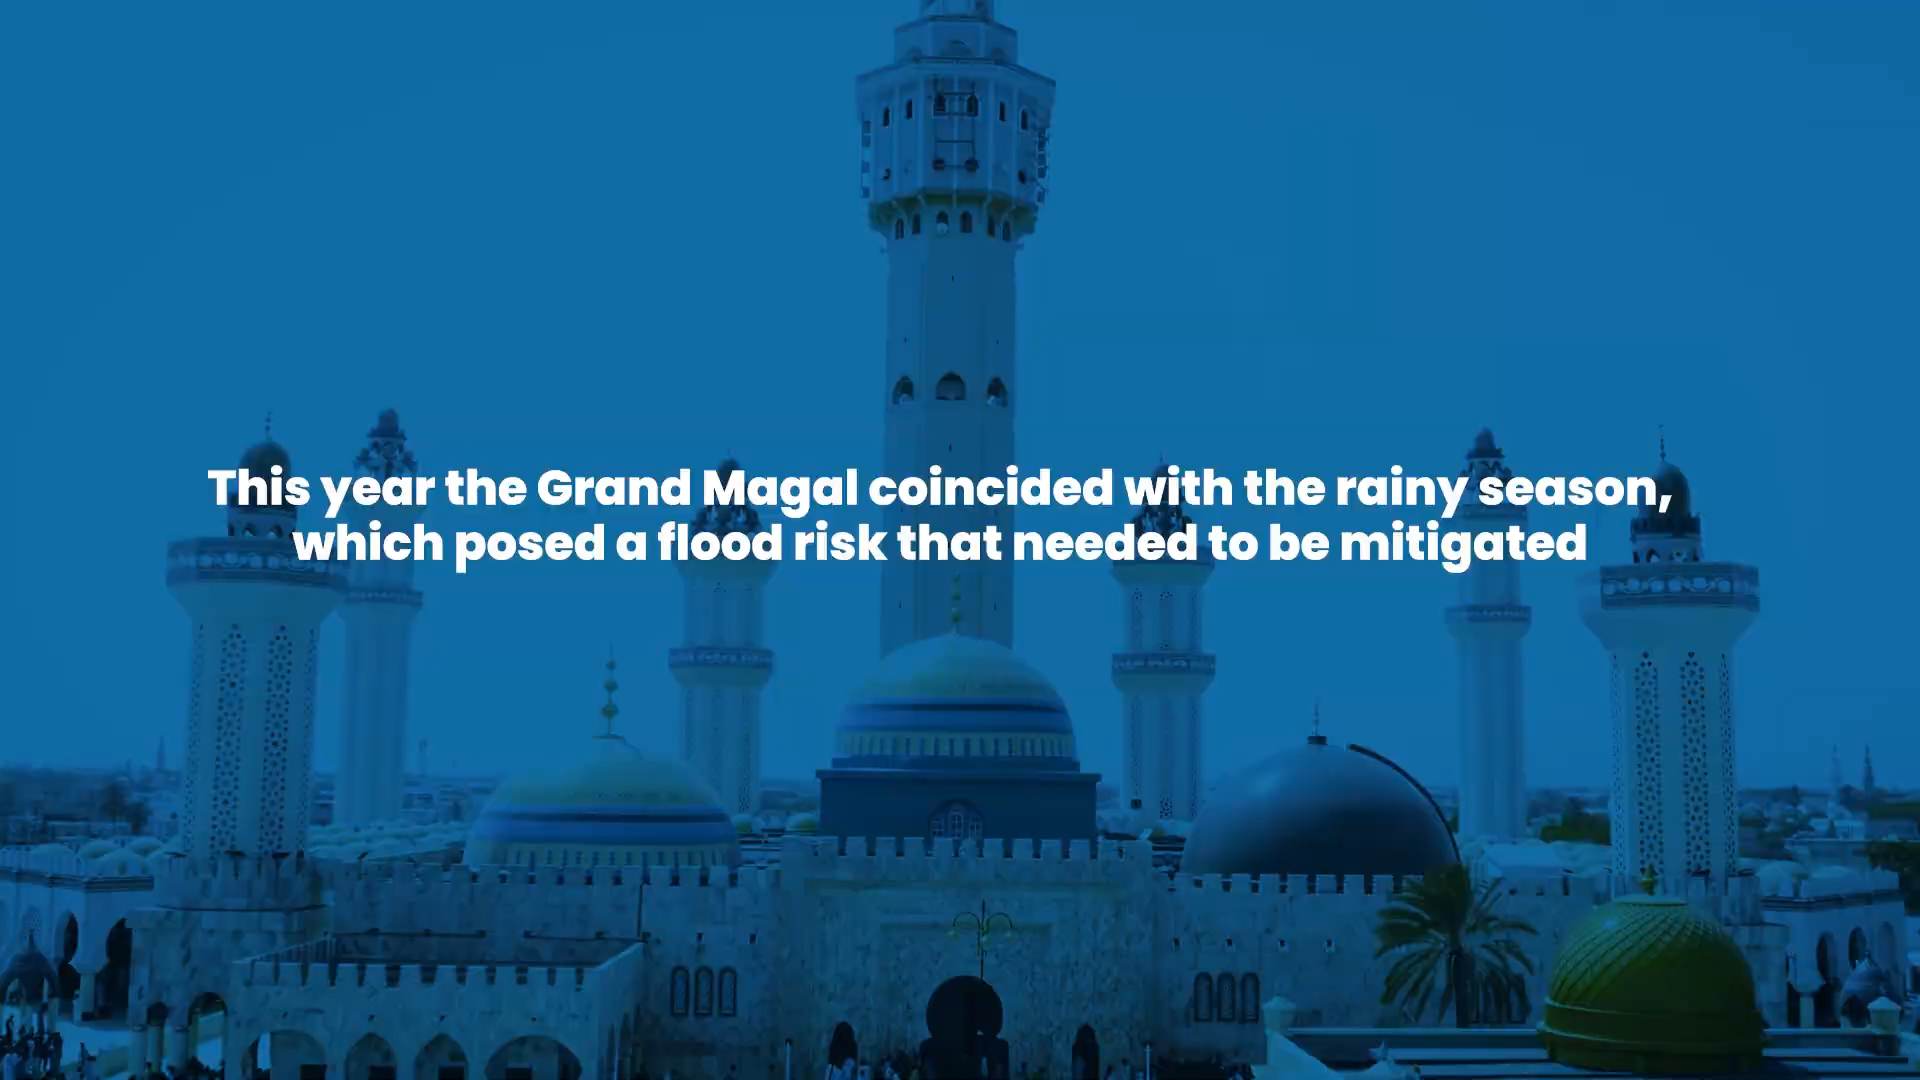 This year the Grand Magal coincided with the rainy season,
which posed a flood risk that needed to be mitigated